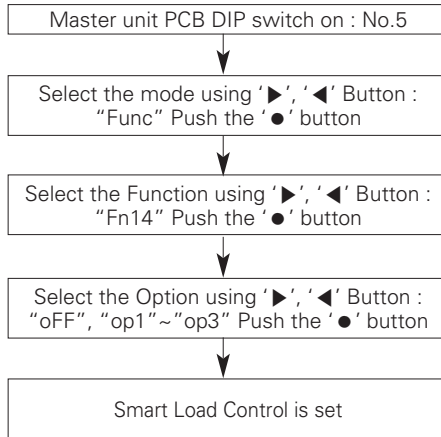 Master unit PCB DIP switch on : No.5
Select the mode using ‘▶’, ‘◀’ Button :
“Func” Push the ‘●’ button
Select the Function using ‘▶’, ‘◀’ Button :
“Fn14” Push the ‘●’ button
Select the Option using ‘▶’, ‘◀’ Button :
“oFF”, “op1”~”op3” Push the ‘●’ button
Smart Load Control is set